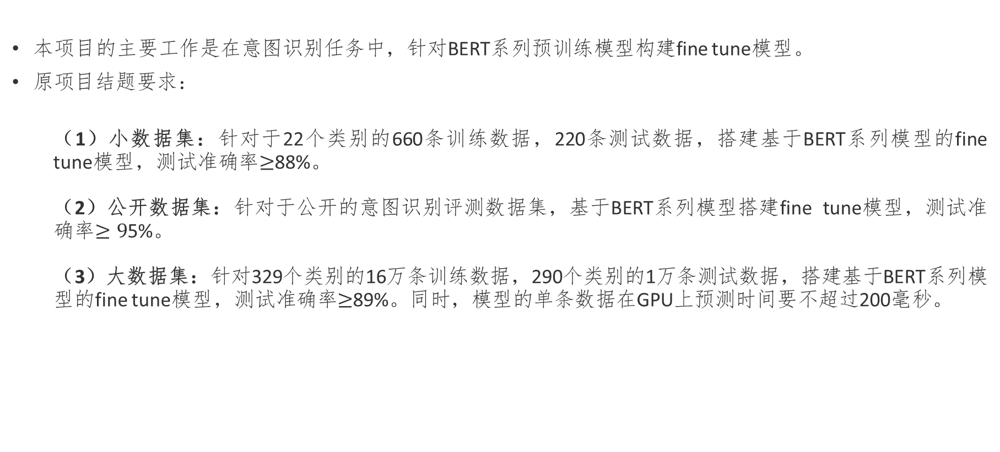 • 本项目的主要工作是在意图识别任务中，针对BERT系列预训练模型构建fine tune模型。
• 原项目结题要求：
（1）小数据集：针对于22个类别的660条训练数据，220条测试数据，搭建基于BERT系列模型的fine
tune模型，测试准确率≥88%。
（2）公开数据集：针对于公开的意图识别评测数据集，基于BERT系列模型搭建fine tune模型，测试准
确率≥ 95%。
（3）大数据集：针对329个类别的16万条训练数据，290个类别的1万条测试数据，搭建基于BERT系列模
型的fine tune模型，测试准确率≥89%。同时，模型的单条数据在GPU上预测时间要不超过200毫秒。